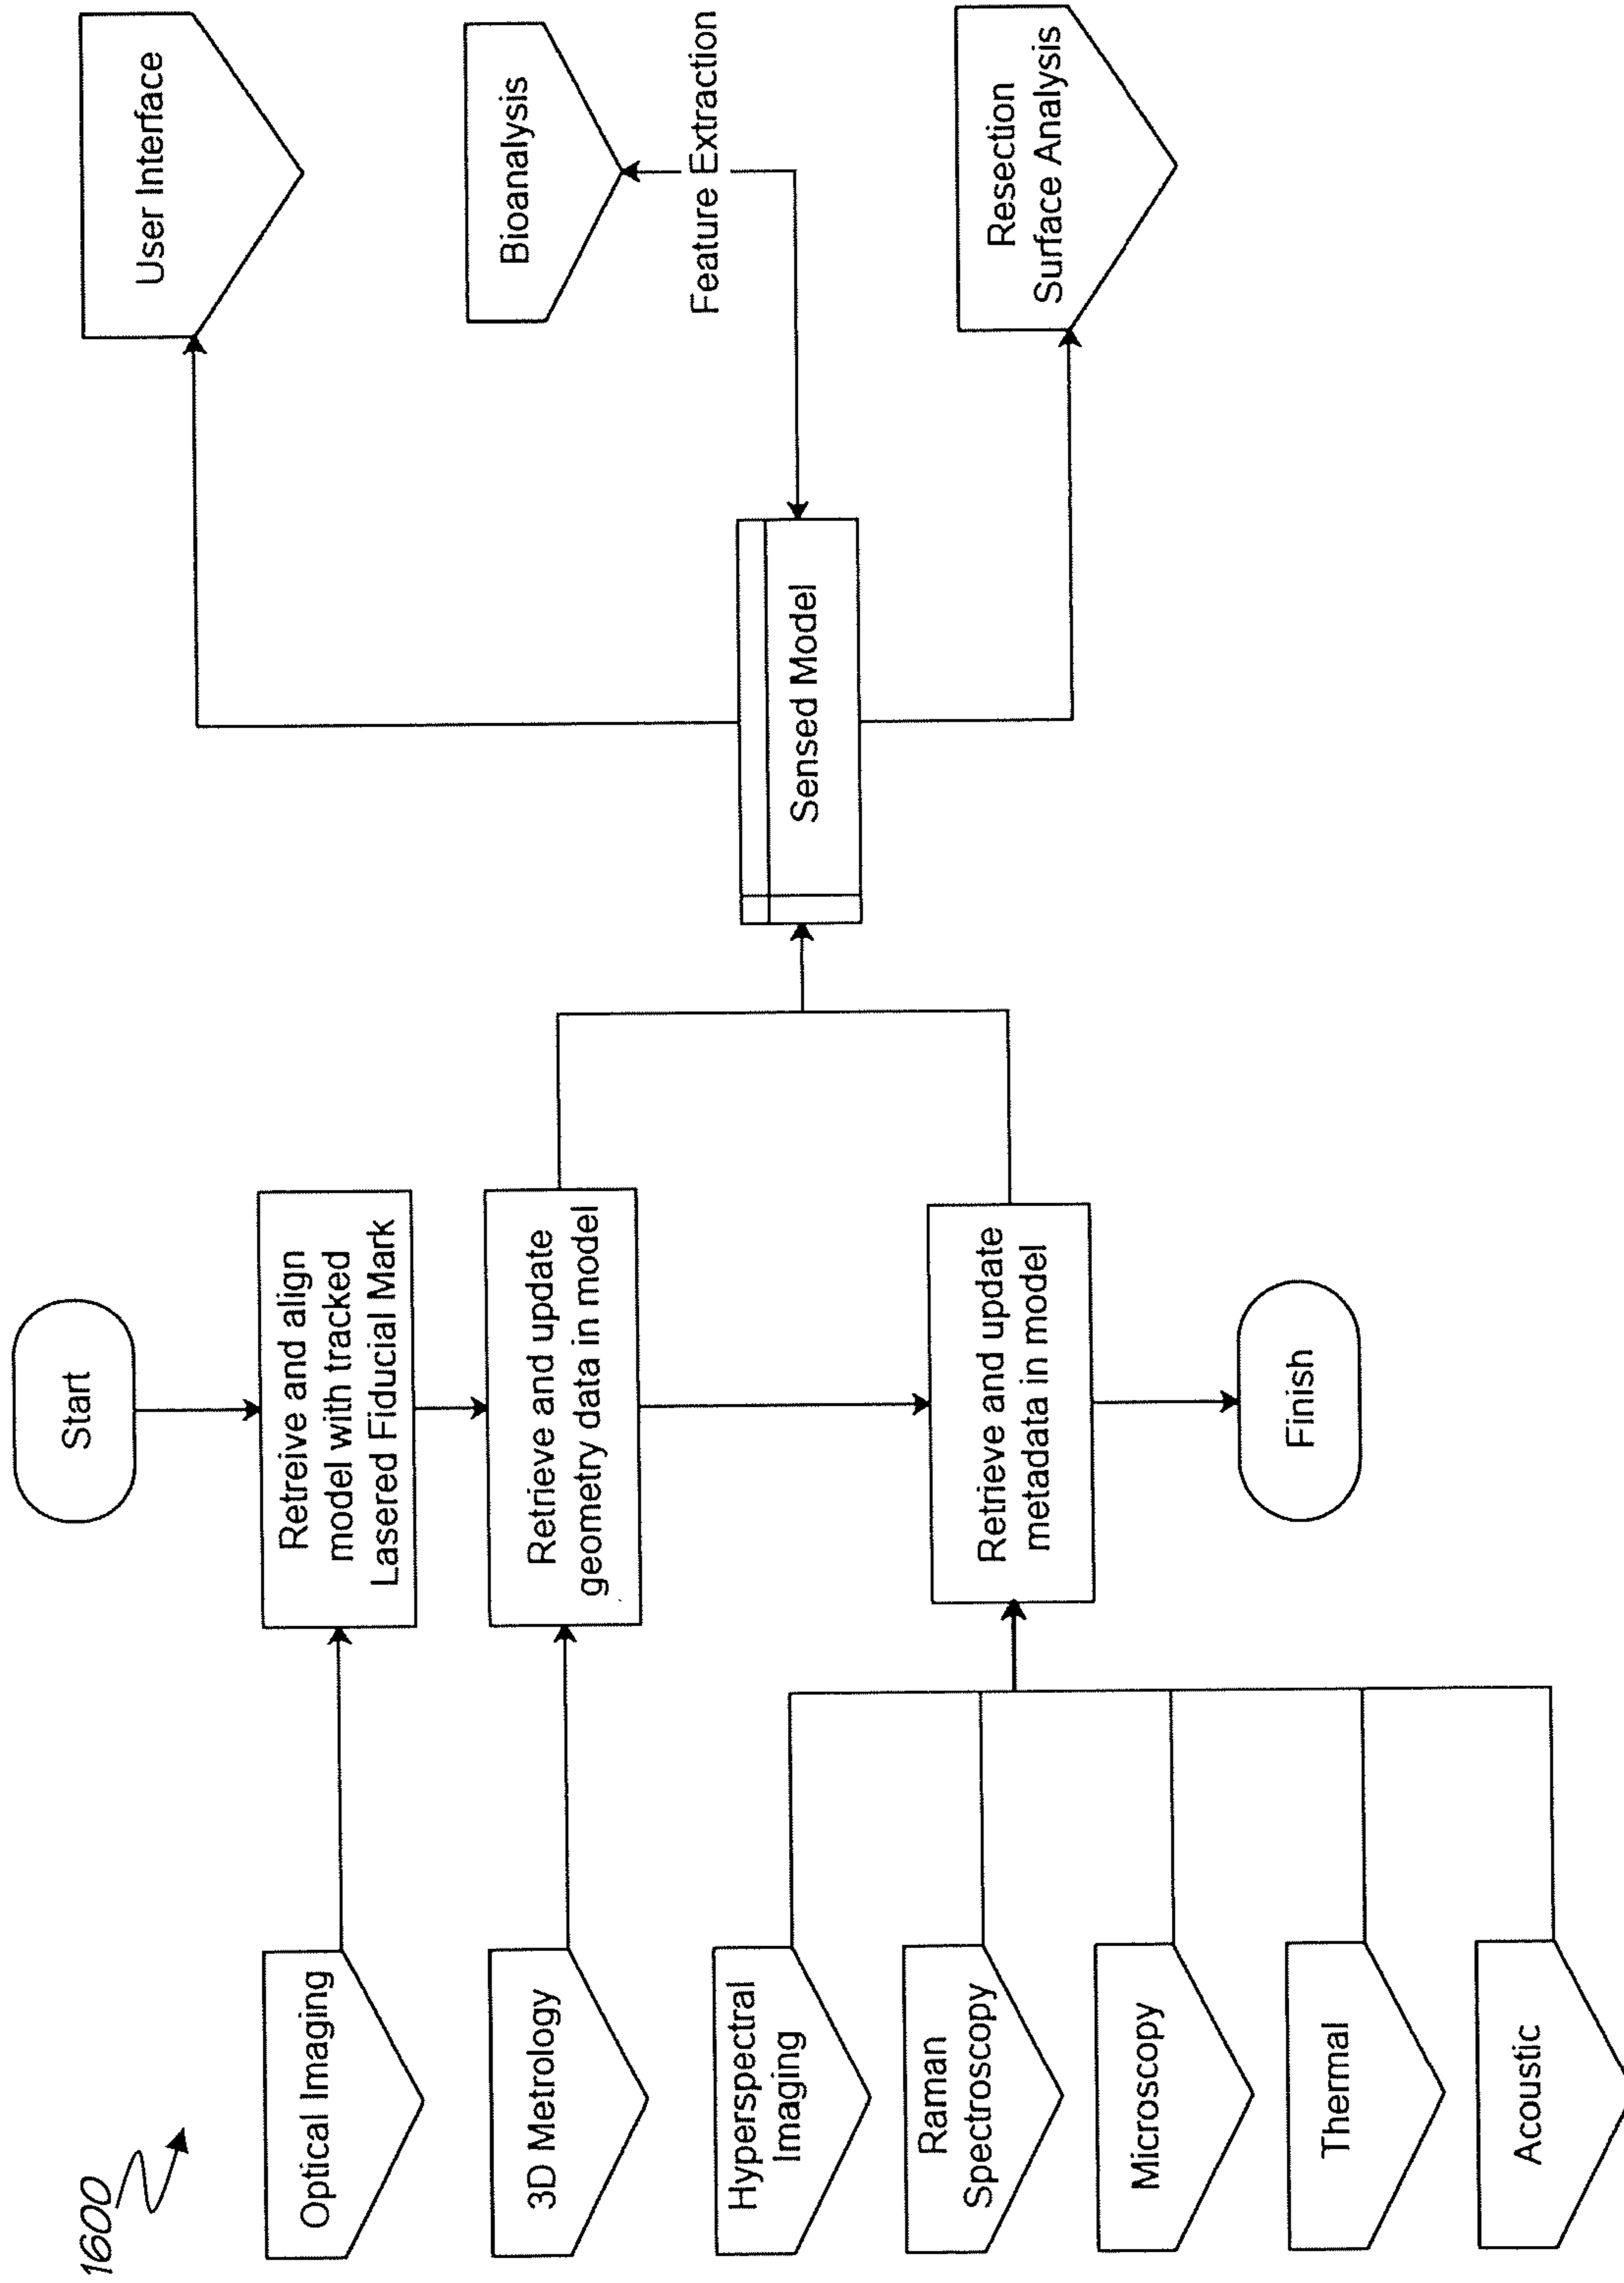 1600
Start
Optical Imaging
Retreive and align
model with tracked
Lasered Fiducial Mark
User Interface
3D Metrology
Retrieve and update
geometry data in model
Bioanalysis
Feature Extraction
Hyperspectral
Imaging
Sensed Model
Raman
Spectroscopy
Retrieve and update
metadata in model
Resection
Surface Analysis
Microscopy
Thermal
Finish
Acoustic